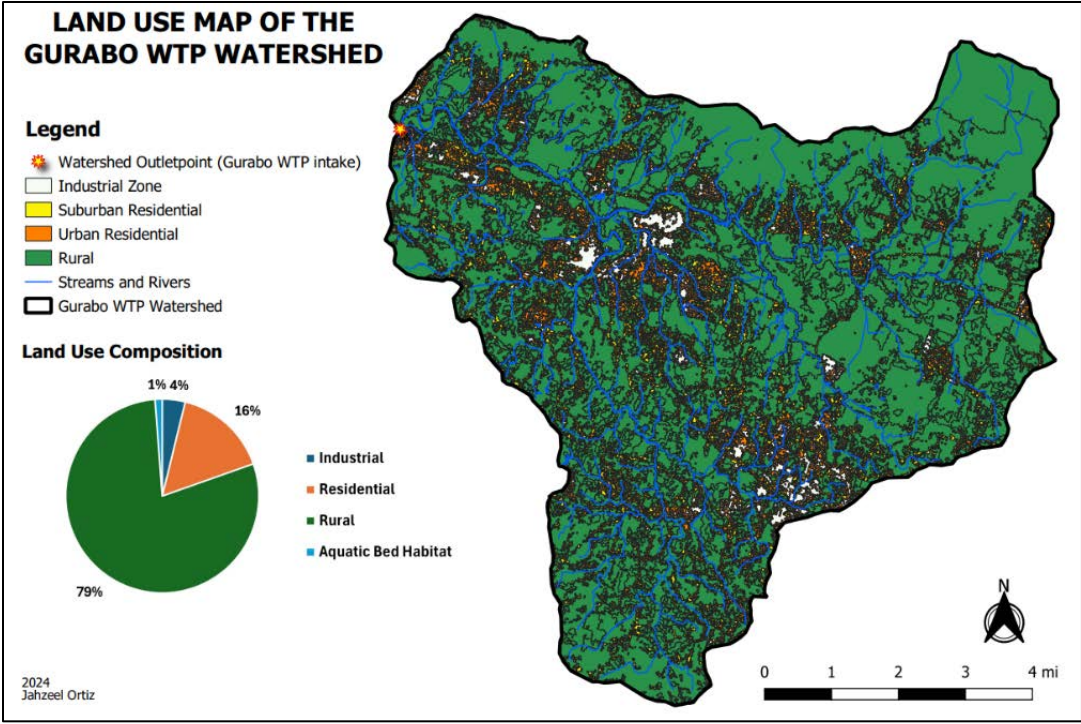 LAND USE MAP OF THE
GURABO WTP WATERSHED
Legend
Watershed Outletpoint (Gurabo WTP intake)
Industrial Zone
Suburban Residential
Urban Residential
Rural
Streams and Rivers
Gurabo WTP Watershed
Land Use Composition
1% 4%
16%
79%
Industrial
Residential
Rural
Aquatic Bed Habitat
2024
Jahzeel Ortiz
N
0 1 2 3 4 mi